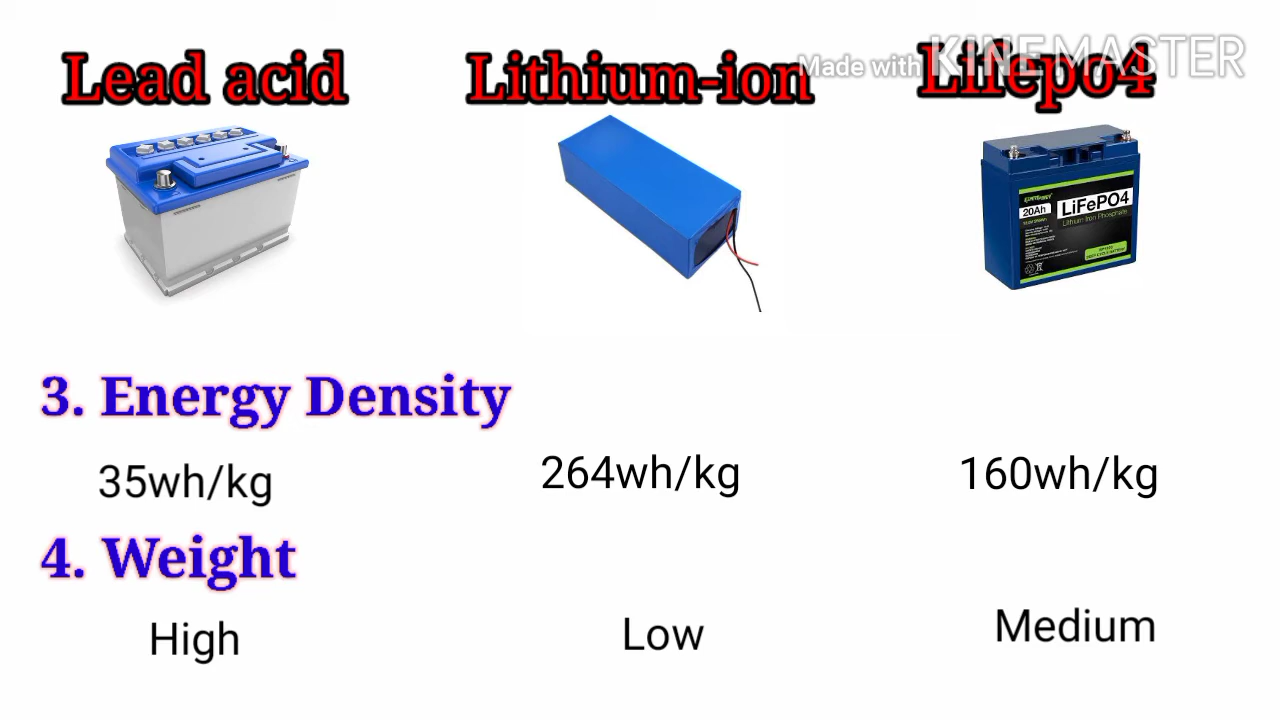 Lead acid
Lithium-ion
Lifepo4
Made with KINEMASTER
20Ah
LiFePO4
Lithium Iron Phosphate
3. Energy Density
35wh/kg
264wh/kg
160wh/kg
4. Weight
High
Low
Medium